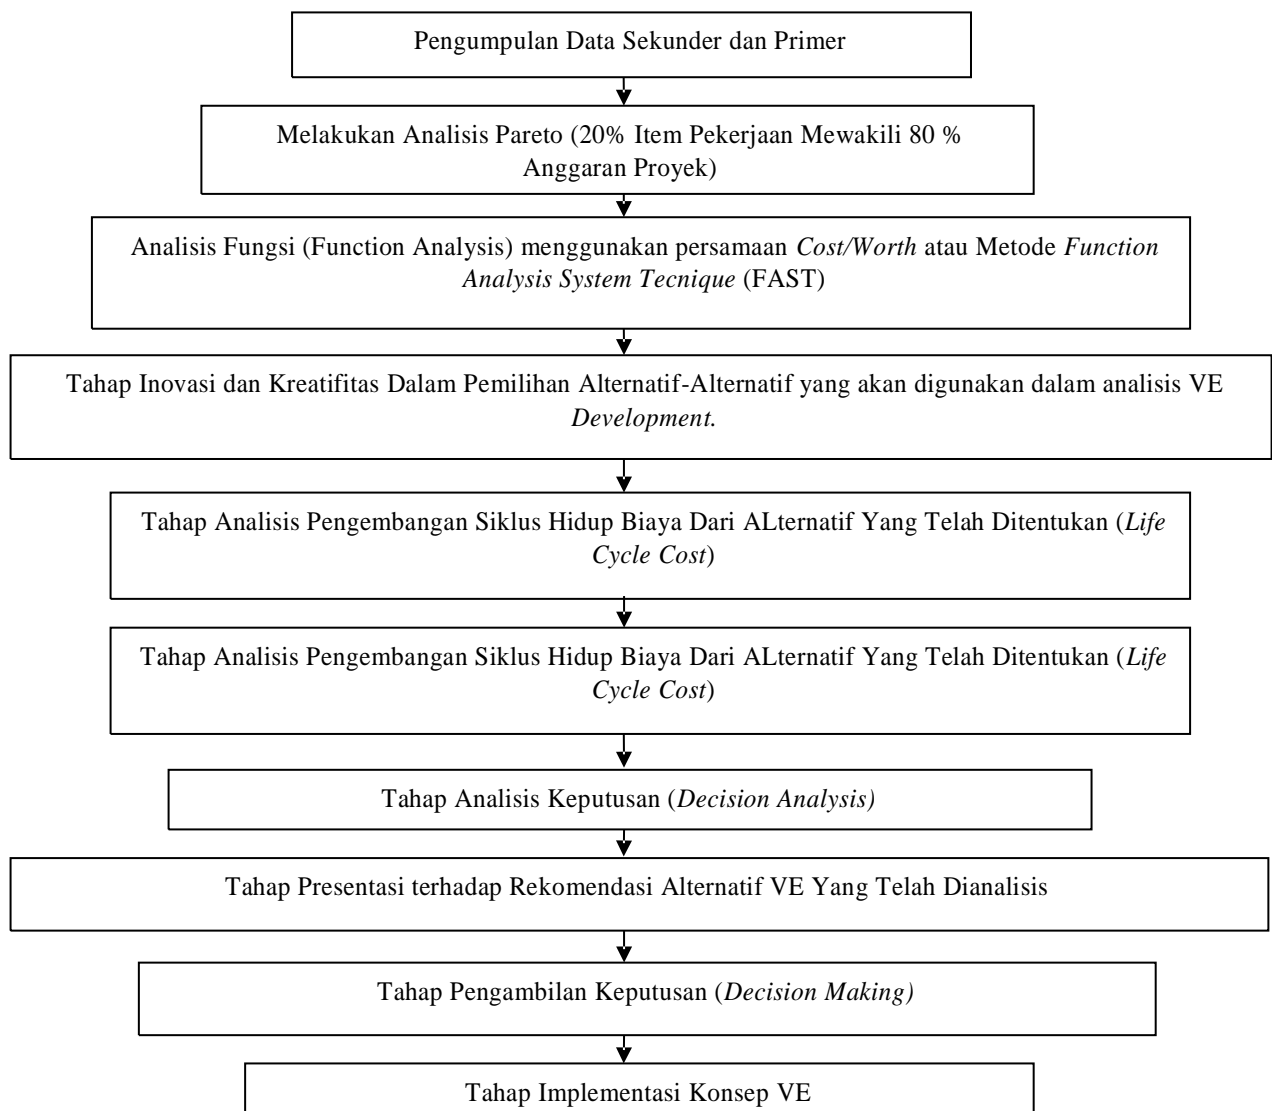 Pengumpulan Data Sekunder dan Primer
Melakukan Analisis Pareto (20% Item Pekerjaan Mewakili 80 %
Anggaran Proyek)
Analisis Fungsi (Function Analysis) menggunakan persamaan Cost/Worth atau Metode Function
Analysis System Tecnique (FAST)
Tahap Inovasi dan Kreatifitas Dalam Pemilihan Alternatif-Alternatif yang akan digunakan dalam analisis VE
Development.
Tahap Analisis Pengembangan Siklus Hidup Biaya Dari ALternatif Yang Telah Ditentukan (Life
Cycle Cost)
Tahap Analisis Pengembangan Siklus Hidup Biaya Dari ALternatif Yang Telah Ditentukan (Life
Cycle Cost)
Tahap Analisis Keputusan (Decision Analysis)
Tahap Presentasi terhadap Rekomendasi Alternatif VE Yang Telah Dianalisis
Tahap Pengambilan Keputusan (Decision Making)
Tahap Implementasi Konsep VE